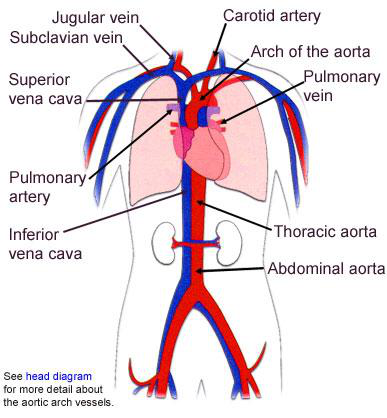 Jugular vein
Subclavian vein
Superior
vena cava
Pulmonary
artery
Inferior
vena cava
Carotid artery
Arch of the aorta
Pulmonary
vein
Thoracic aorta
Abdominal aorta
See head diagram
for more detail about
the aortic arch vessels.